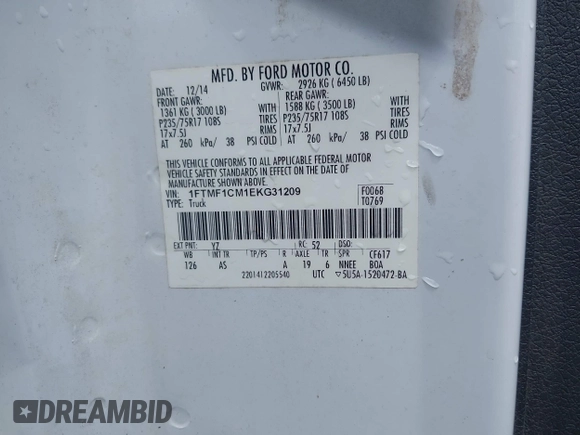 MFD. BY FORD MOTOR CO.
DATE: 12/14 GVWR: 2926 KG ( 6450 LB)
FRONT GAWR: REAR GAWR:
1361 KG ( 3000 LB) WITH 1588 KG ( 3500 LB) WITH
P235/75R17 108S TIRES P235/75R17 108S TIRES
17x7.5J RIMS 17x7.5J RIMS
AT 260 kPa/ 38 PSI COLD AT 260 kPa/ 38 PSI COLD
THIS VEHICLE CONFORMS TO ALL APPLICABLE FEDERAL MOTOR
VEHICLE SAFETY STANDARDS IN EFFECT ON THE DATE OF
MANUFACTURE SHOWN ABOVE.
VIN: 1FTMF1CM1EKG31209 F0068
TYPE: Truck T0769
EXT PNT: YZ RC: 52 DSO:
WB INT TR TP/PS R AXLE TR SPR CF617
126 AS A 19 6 NNEE BOA
2201412205540 UTC ▽5U5A-1520472-BA
DREAMBID